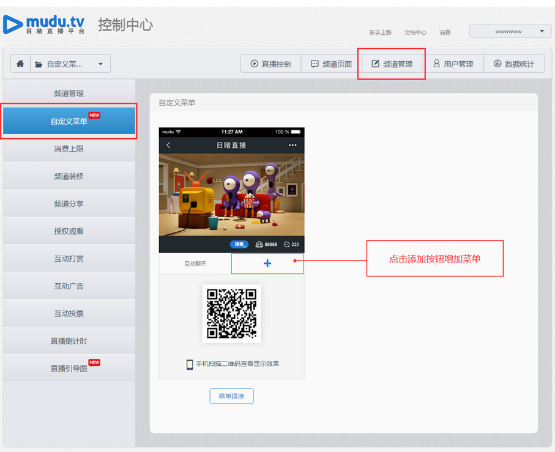 mudu.tv 控制中心
目睹直播平台
新手上路 文档中心 消息 wwwwww
自定义菜... 直播控制 频道页面 频道管理 用户管理 数据统计
频道管理
自定义菜单 NEW
消费上限
频道装修
频道分享
授权观看
互动打赏
互动广告
互动投票
直播倒计时
直播引导图 NEW
自定义菜单
mudu 11:27 AM 100 %
目睹直播
88888 222
互动聊天 +
点击添加按钮增加菜单
手机扫描二维码查看显示效果
菜单排序